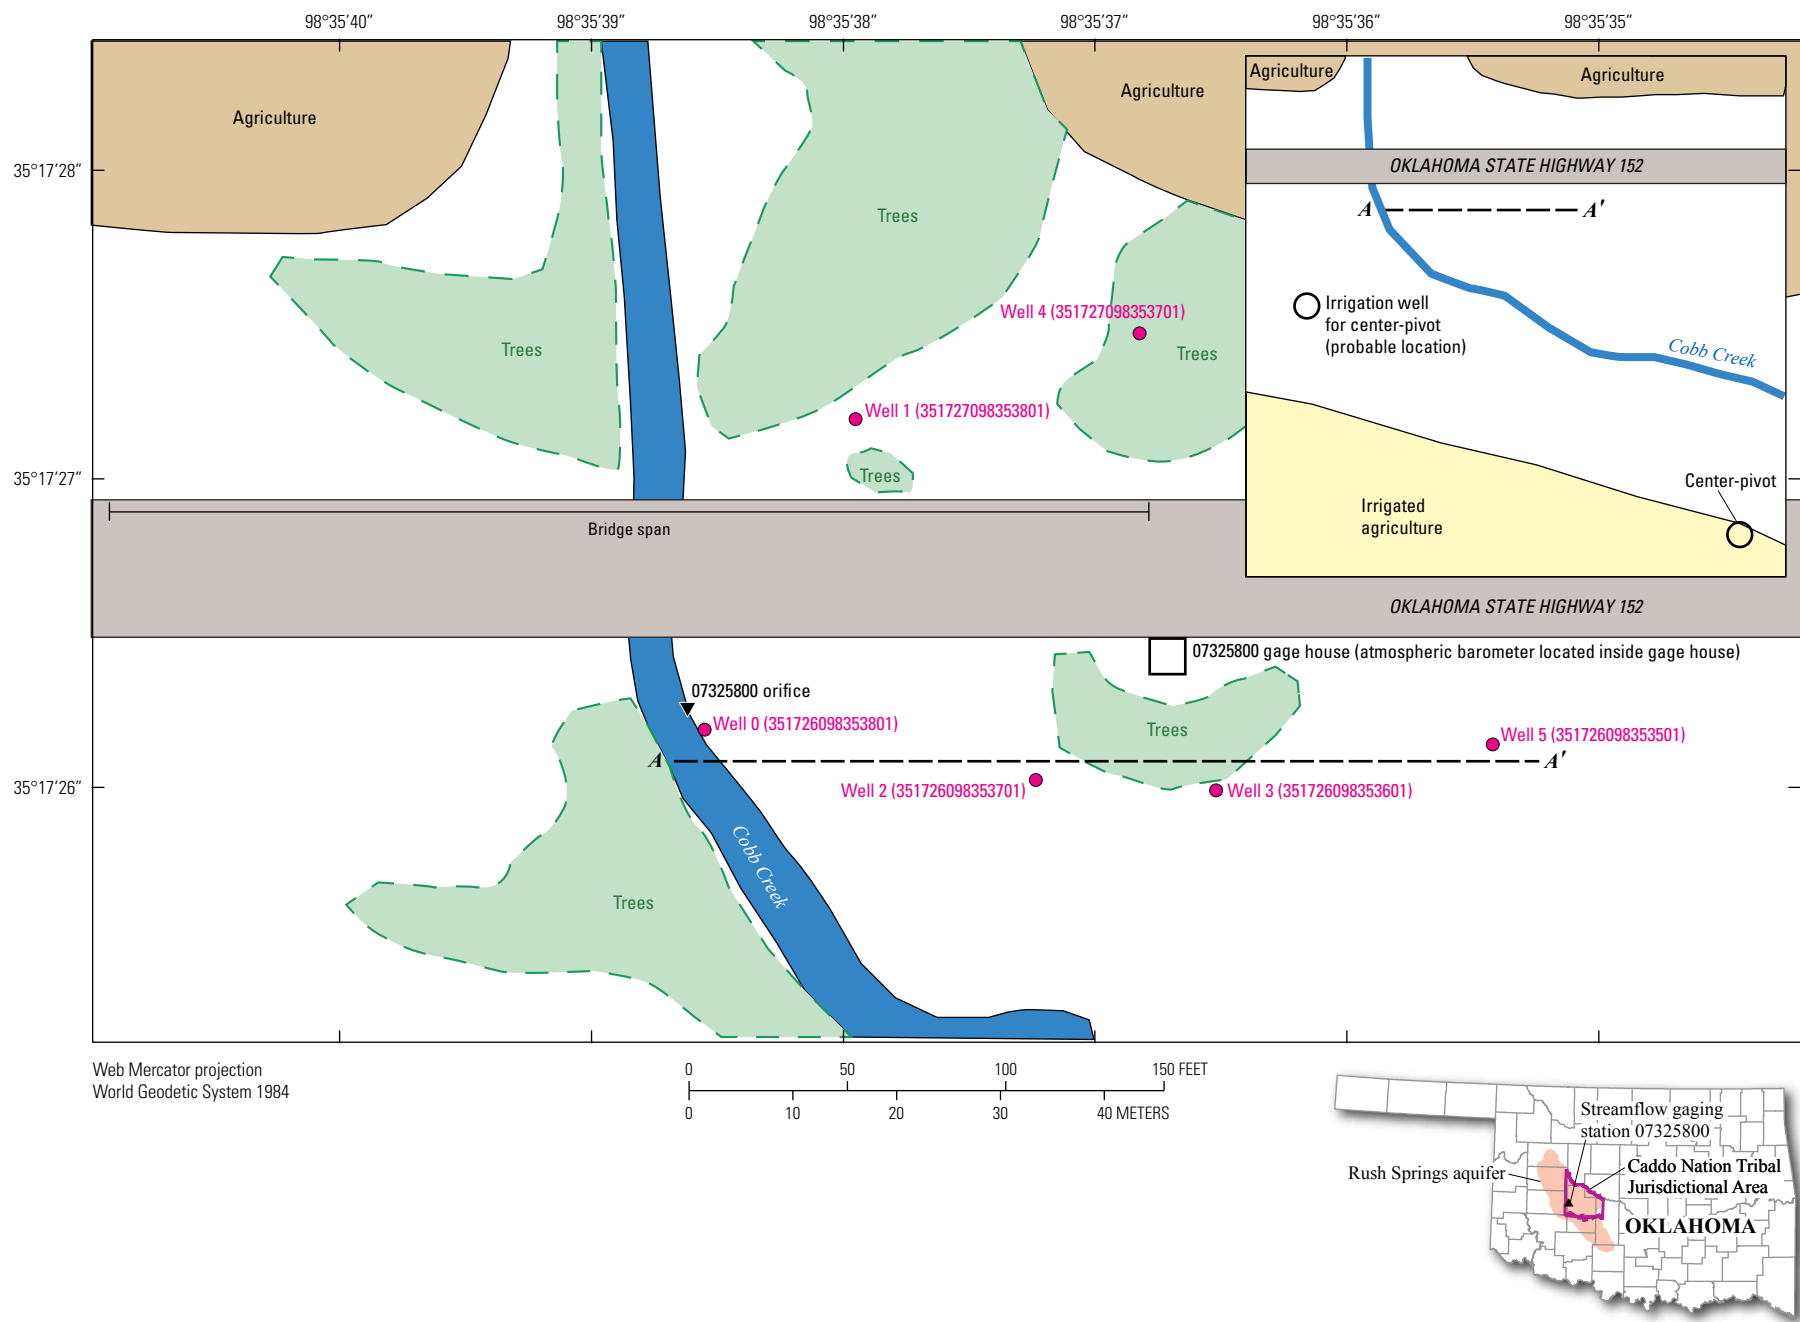 98°35′40″
98°35′39″
98°35′38″
98°35′37″
98°35′36″
98°35′35″
35°17′28″
35°17′27″
35°17′26″
Agriculture
Agriculture
Agriculture
Agriculture
OKLAHOMA STATE HIGHWAY 152
A
A′
Irrigation well
for center-pivot
(probable location)
Cobb Creek
Center-pivot
Irrigated
agriculture
Trees
Trees
Trees
Trees
Well 4 (351727098353701)
Well 1 (351727098353801)
Bridge span
OKLAHOMA STATE HIGHWAY 152
07325800 gage house (atmospheric barometer located inside gage house)
07325800 orifice
Well 0 (351726098353801)
Trees
Well 5 (351726098353501)
A
A′
Well 2 (351726098353701)
Well 3 (351726098353601)
Cobb Creek
Trees
Web Mercator projection
World Geodetic System 1984
0
50
100
150 FEET
0
10
20
30
40 METERS
Streamflow gaging
station 07325800
Rush Springs aquifer
Caddo Nation Tribal
Jurisdictional Area
OKLAHOMA